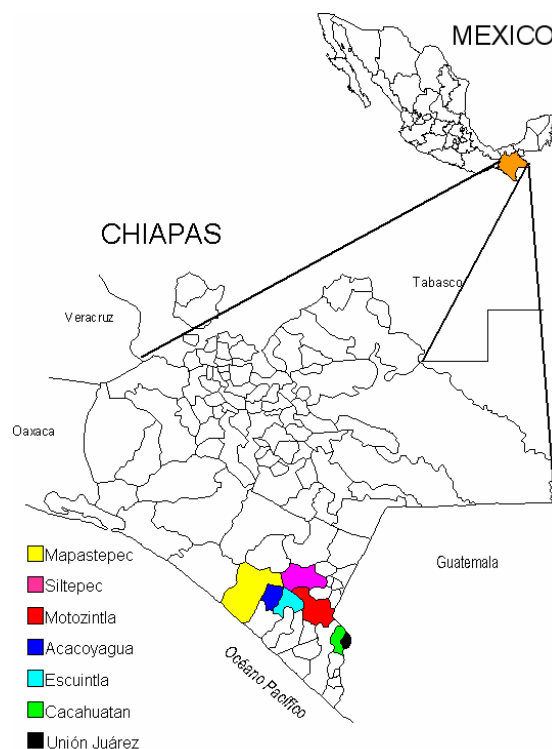 MEXICO
CHIAPAS
Tabasco
Veracruz
Oaxaca
Guatemala
Mapastepec
Siltepec
Motozintla
Acacoyagua
Escuintla
Cacahuatan
Unión Juárez
Océano Pacífico